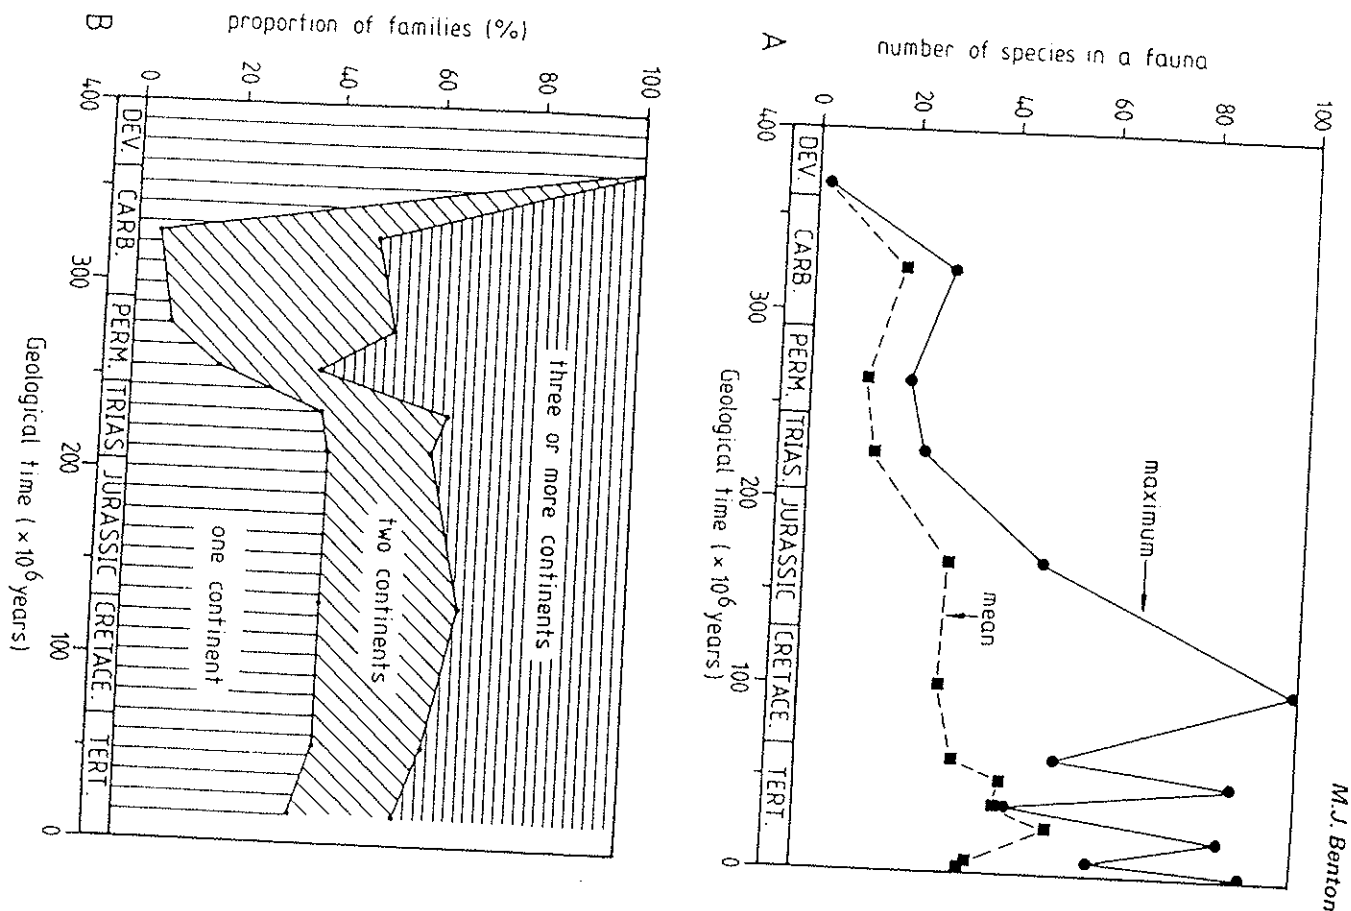 M.J. Benton
A
number of species in a fauna
100
80
60
40
20
0
maximum
mean
DEV. CARB. PERM. TRIAS. JURASSIC CRETACE. TERT.
400 300 200 100 0
Geological time (×10⁶ years)
B
proportion of families (%)
100
80
60
40
20
0
three or more continents
two continents
one continent
DEV. CARB. PERM. TRIAS. JURASSIC CRETACE. TERT.
400 300 200 100 0
Geological time (×10⁶ years)